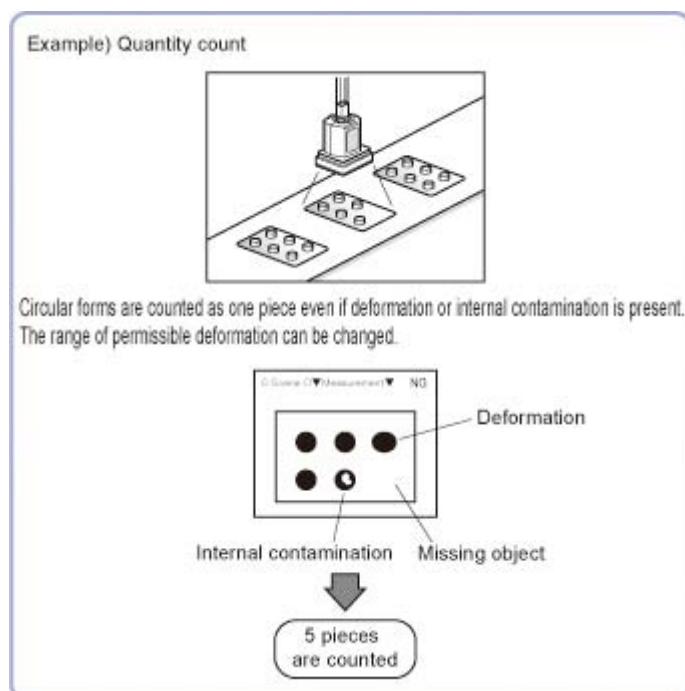 Example) Quantity count
Circular forms are counted as one piece even if deformation or internal contamination is present.
The range of permissible deformation can be changed.
Measurement▼ NG
Deformation
Internal contamination
Missing object
5 pieces
are counted